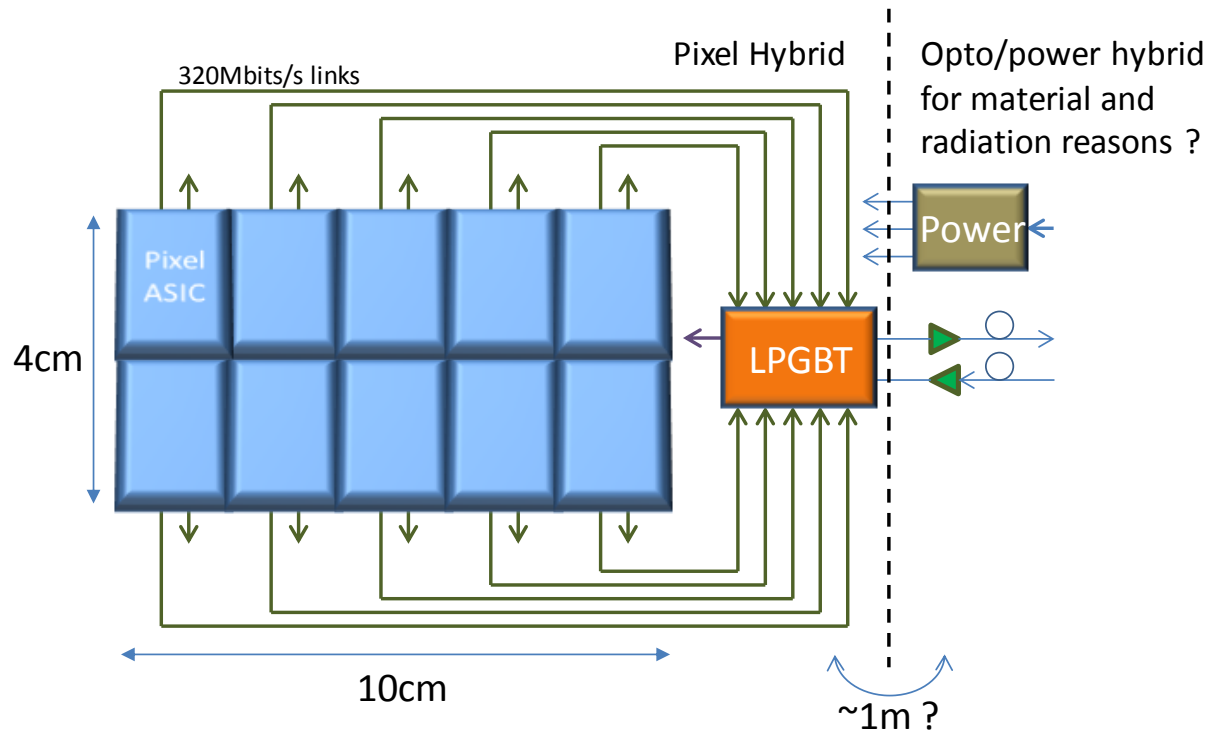 Pixel Hybrid
Opto/power hybrid
for material and
radiation reasons ?
320Mbits/s links
Pixel
ASIC
Power
LPGBT
4cm
10cm
~1m ?